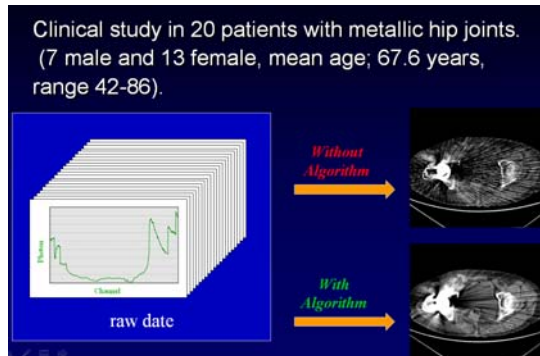 Clinical study in 20 patients with metallic hip joints.
(7 male and 13 female, mean age; 67.6 years,
range 42-86).
Without
Algorithm
Photon
Channel
With
Algorithm
raw date